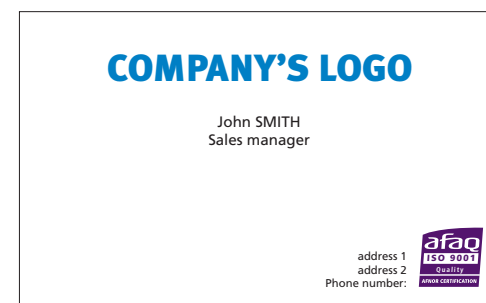 COMPANY'S LOGO
John SMITH
Sales manager
address 1
address 2
Phone number:
afaq
ISO 9001
Quality
AFNOR CERTIFICATION